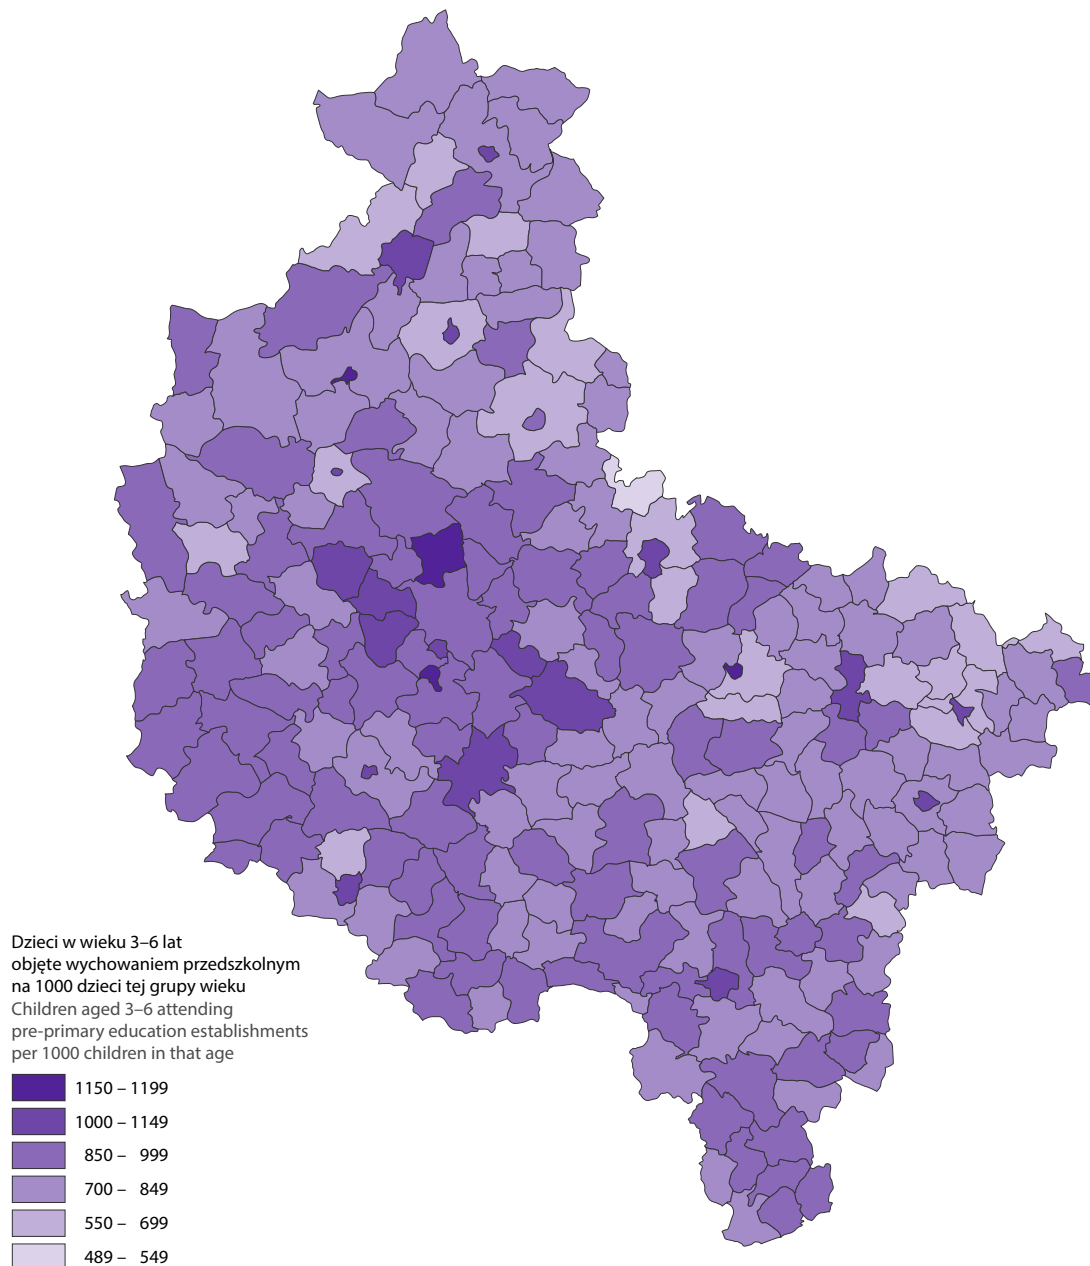 Dzieci w wieku 3–6 lat
objęte wychowaniem przedszkolnym
na 1000 dzieci tej grupy wieku
Children aged 3–6 attending
pre-primary education establishments
per 1000 children in that age
1150 – 1199
1000 – 1149
850 – 999
700 – 849
550 – 699
489 – 549